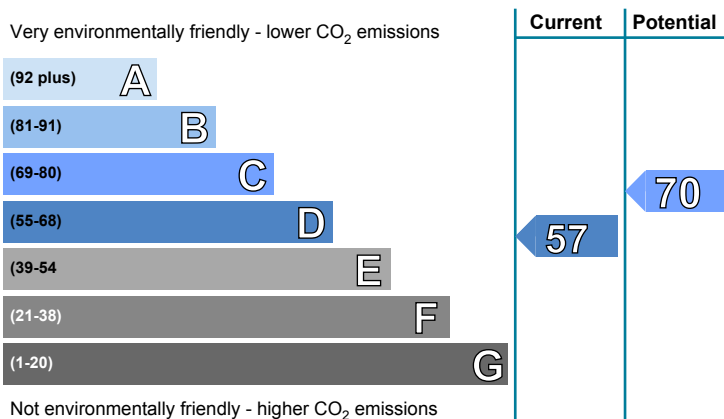 Current Potential
Very environmentally friendly - lower CO2 emissions
(92 plus) A
(81-91) B
(69-80) C
70
(55-68) D
57
(39-54 E
(21-38) F
(1-20) G
Not environmentally friendly - higher CO2 emissions